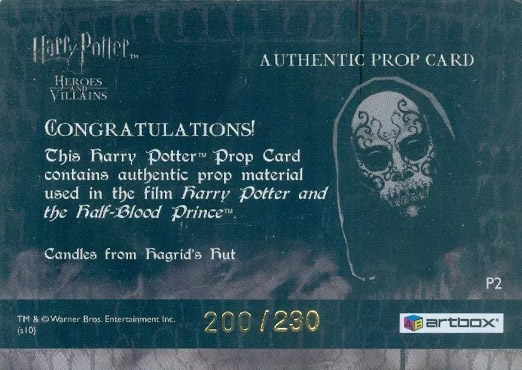 Harry Potter™
HEROES
AND
VILLAINS
AUTHENTIC PROP CARD
CONGRATULATIONS!
This Harry Potter™ Prop Card
contains authentic prop material
used in the film Harry Potter and
the Half-Blood Prince™.
Candles from Hagrid's Hut
P2
TM & © Warner Bros. Entertainment Inc.
(s10)
200/230
artbox®